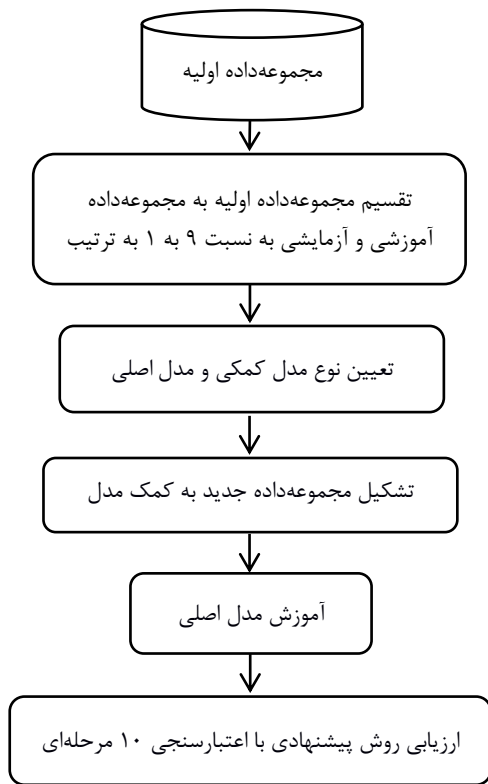 مجموعه‌داده اولیه
تقسیم مجموعه‌داده اولیه به مجموعه‌داده
آموزشی و آزمایشی به نسبت ۹ به ۱ به ترتیب
تعیین نوع مدل کمکی و مدل اصلی
تشکیل مجموعه‌داده جدید به کمک مدل
آموزش مدل اصلی
ارزیابی روش پیشنهادی با اعتبارسنجی ۱۰ مرحله‌ای